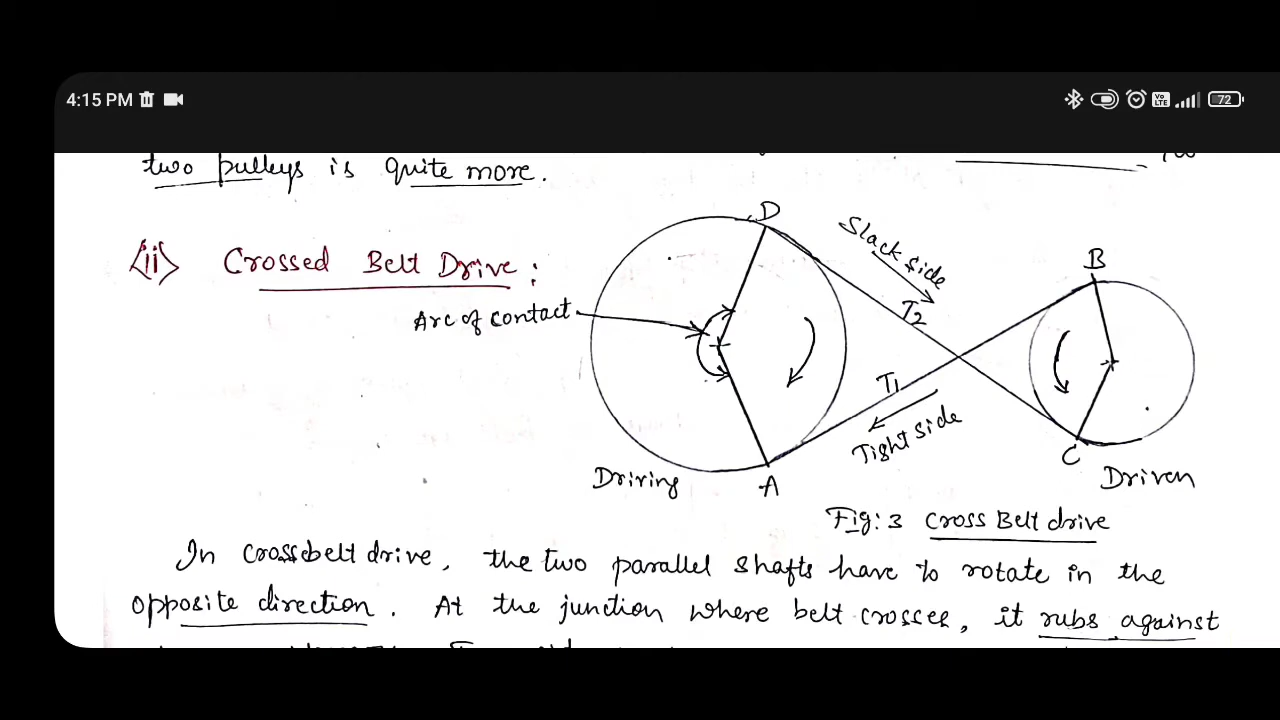 4:15 PM
Vo LTE 72
two pulleys is quite more.
(ii) Crossed Belt Drive :
Arc of contact
D
Slack side
T2
B
T1
Tight side
C
Driving
A
Driven
Fig: 3 Cross Belt drive
In crossbelt drive, the two parallel shafts have to rotate in the
opposite direction. At the junction where belt crosses, it rubs against